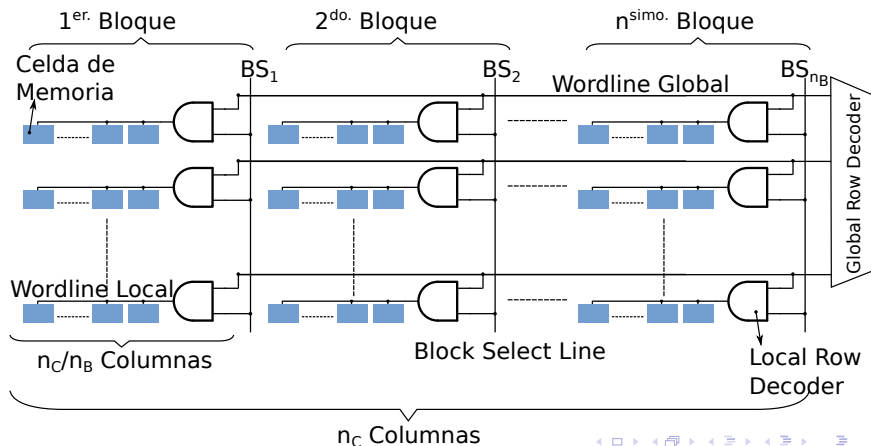 1er. Bloque
2do. Bloque
nsimo. Bloque
Celda de
Memoria
BS1
BS2
Wordline Global
BSnB
Global Row Decoder
Wordline Local
nC/nB Columnas
Block Select Line
Local Row
Decoder
nC Columnas